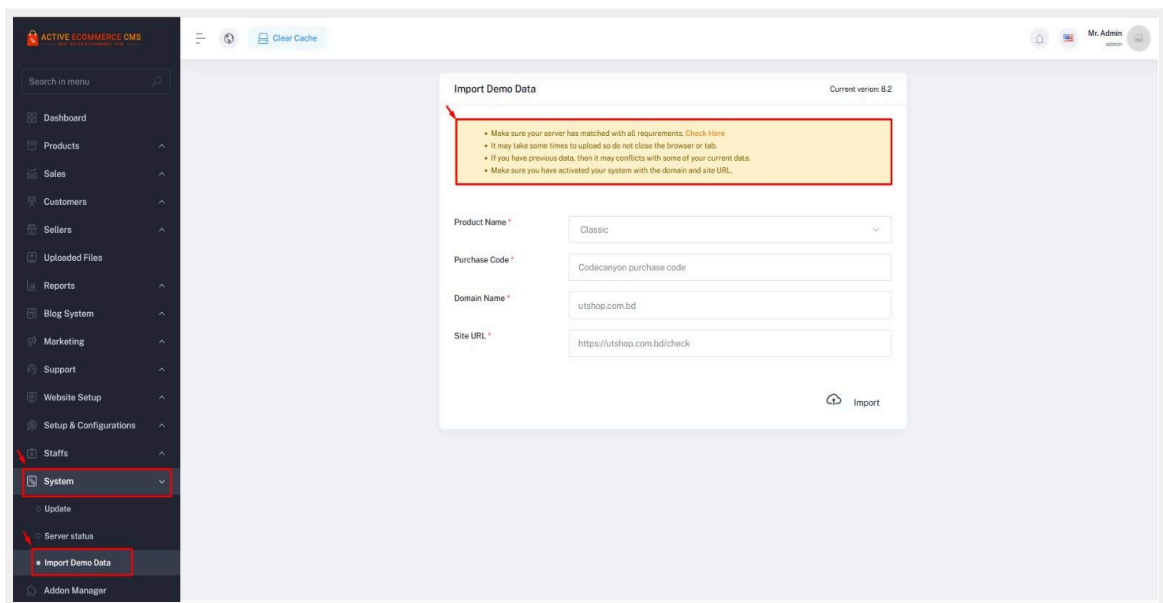 ACTIVE ECOMMERCE CMS
Clear Cache
Mr. Admin
admin
Search in menu
Dashboard
Products
Sales
Customers
Sellers
Uploaded Files
Reports
Blog System
Marketing
Support
Website Setup
Setup & Configurations
Staffs
System
Update
Server status
Import Demo Data
Addon Manager
Import Demo Data
Current verion: 8.2
• Make sure your server has matched with all requirements. Check Here
• It may take some times to upload so do not close the browser or tab.
• If you have previous data, then it may conflicts with some of your current data.
• Make sure you have activated your system with the domain and site URL.
Product Name *
Classic
Purchase Code *
Codecanyon purchase code
Domain Name *
utshop.com.bd
Site URL *
https://utshop.com.bd/check
Import